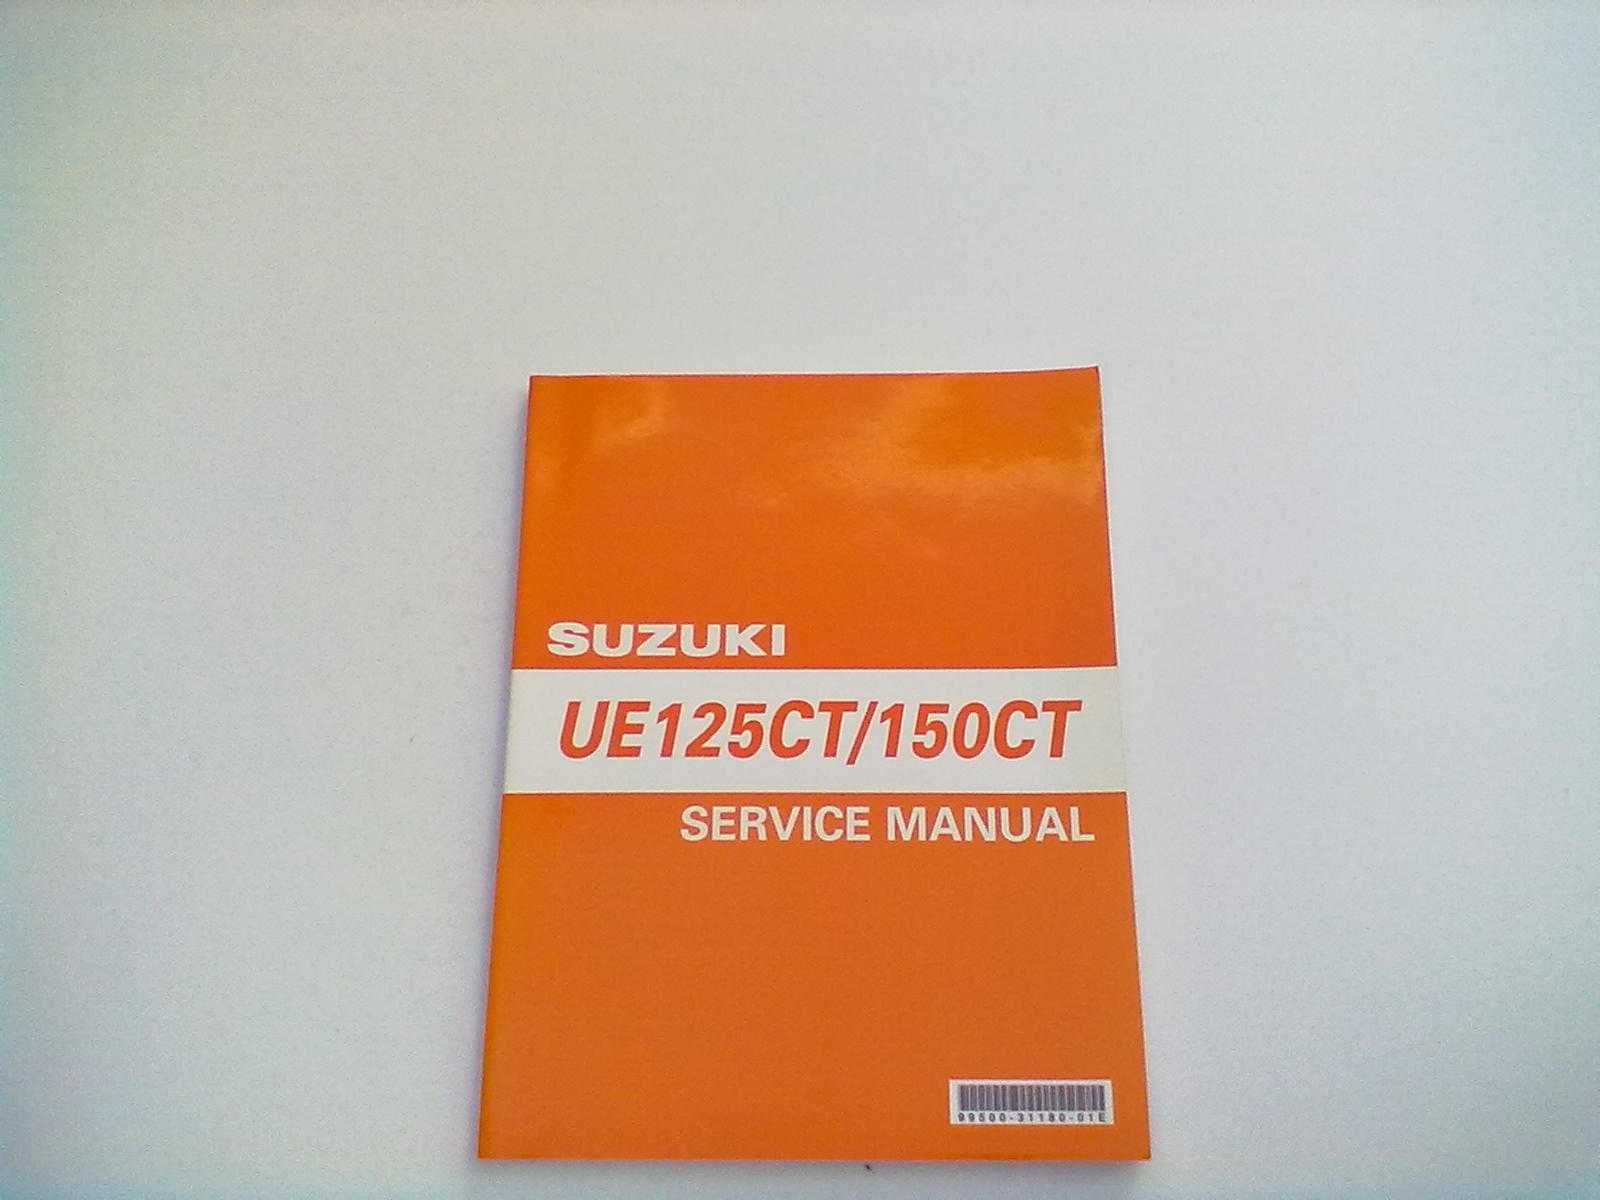 SUZUKI
UE125CT/150CT
SERVICE MANUAL
99500-31180-01E